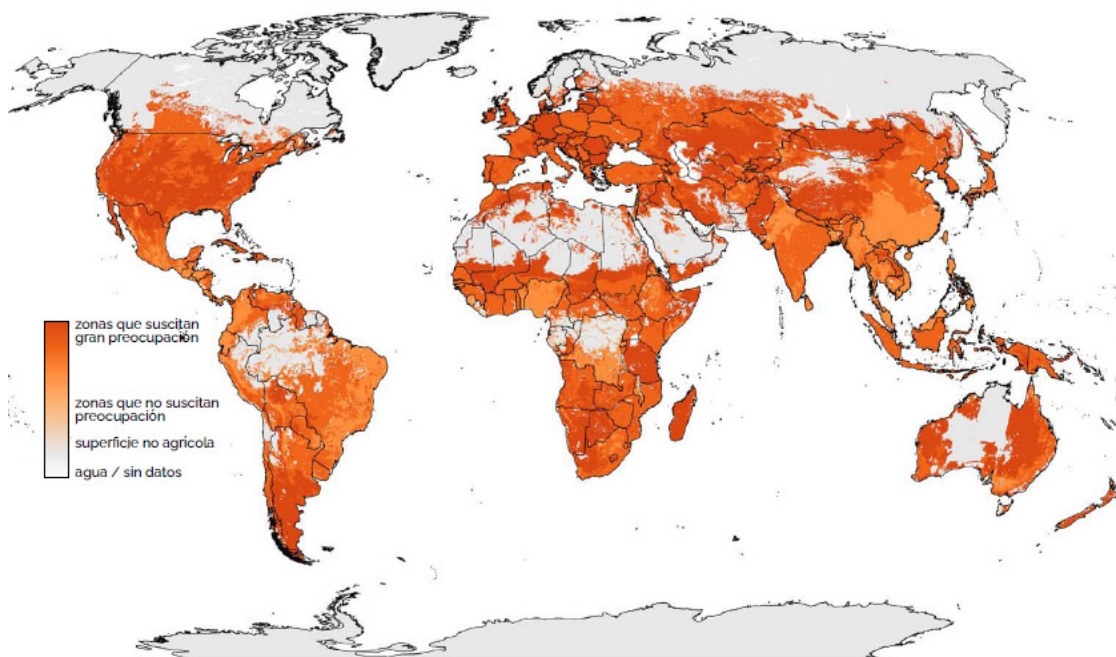 zonas que suscitan
gran preocupación
zonas que no suscitan
preocupación
superficie no agrícola
agua / sin datos